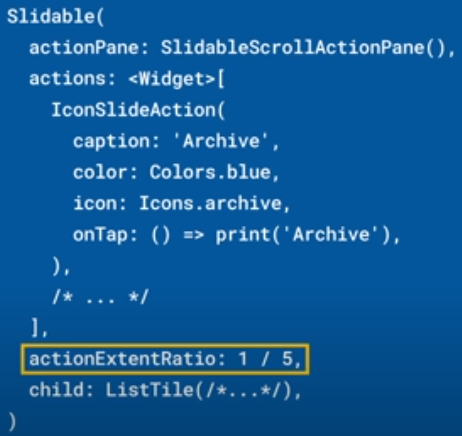 Slidable(
  actionPane: SlidableScrollActionPane(),
  actions: <Widget>[
    IconSlideAction(
      caption: 'Archive',
      color: Colors.blue,
      icon: Icons.archive,
      onTap: () => print('Archive'),
    ),
    /* ... */
  ],
  actionExtentRatio: 1 / 5,
  child: ListTile(/*...*/),
)